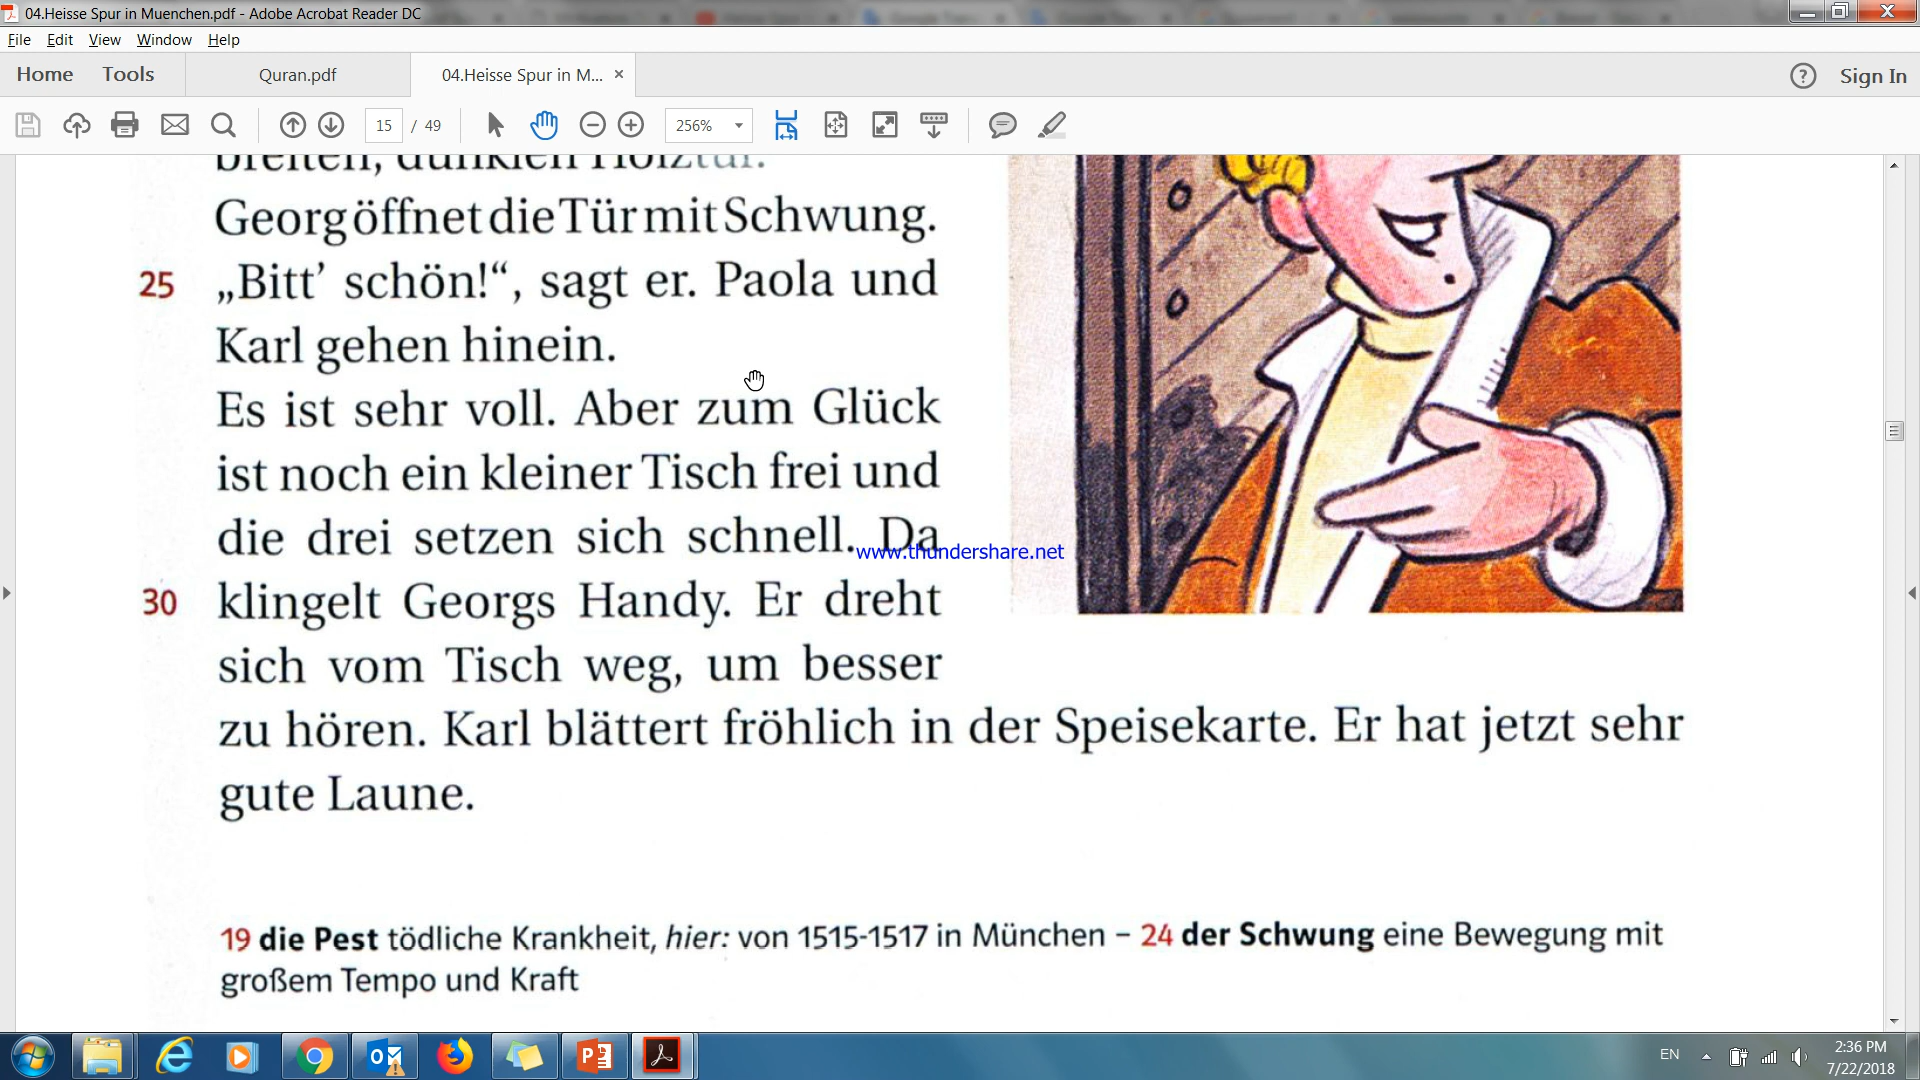 04.Heisse Spur in Muenchen.pdf - Adobe Acrobat Reader DC
File Edit View Window Help
Home Tools Quran.pdf 04.Heisse Spur in M... × ? Sign In
15 / 49 256%
breiten, dunklen Holztür.
Georg öffnet die Tür mit Schwung.
25 „Bitt’ schön!“, sagt er. Paola und
Karl gehen hinein.
Es ist sehr voll. Aber zum Glück
ist noch ein kleiner Tisch frei und
die drei setzen sich schnell. Da
www.thundershare.net
30 klingelt Georgs Handy. Er dreht
sich vom Tisch weg, um besser
zu hören. Karl blättert fröhlich in der Speisekarte. Er hat jetzt sehr
gute Laune.
19 die Pest tödliche Krankheit, hier: von 1515-1517 in München – 24 der Schwung eine Bewegung mit
großem Tempo und Kraft
EN 2:36 PM
7/22/2018